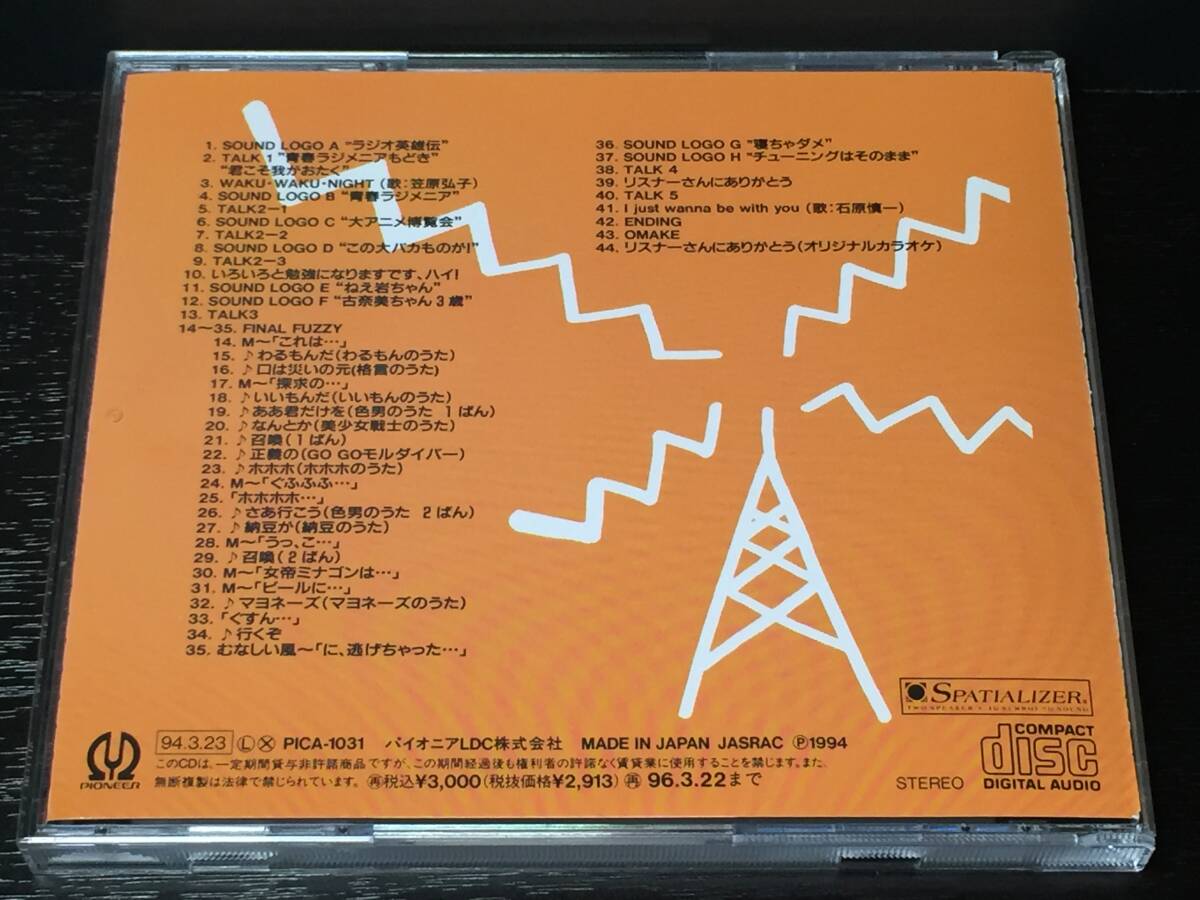 1. SOUND LOGO A "ラジオ英雄伝"
2. TALK 1 "青春ラジメニアもどき"
"君こそ我がおたく"
3. WAKU・WAKU・NIGHT (歌:笠原弘子)
4. SOUND LOGO B "青春ラジメニア"
5. TALK2-1
6. SOUND LOGO C "大アニメ博覧会"
7. TALK2-2
8. SOUND LOGO D "この大バカものが!"
9. TALK2-3
10. いろいろと勉強になりますです、ハイ!
11. SOUND LOGO E "ねえ岩ちゃん"
12. SOUND LOGO F "古奈美ちゃん3歳"
13. TALK3
14〜35. FINAL FUZZY
14. M〜「これは…」
15. ♪わるもんだ(わるもんのうた)
16. ♪口は災いの元(格言のうた)
17. M〜「探求の…」
18. ♪いいもんだ(いいもんのうた)
19. ♪ああ君だけを(色男のうた 1ばん)
20. ♪なんとか(美少女戦士のうた)
21. ♪召喚(1ばん)
22. ♪正義の(GO GOモルダイバー)
23. ♪ホホホ(ホホホのうた)
24. M〜「ぐふふふ…」
25. 「ホホホホ…」
26. ♪さあ行こう(色男のうた 2ばん)
27. ♪納豆が(納豆のうた)
28. M〜「うっ、こ…」
29. ♪召喚(2ばん)
30. M〜「女帝ミナゴンは…」
31. M〜「ビールに…」
32. ♪マヨネーズ(マヨネーズのうた)
33. 「ぐすん…」
34. ♪行くぞ
35. むなしい風〜「に、逃げちゃった…」
36. SOUND LOGO G "寝ちゃダメ"
37. SOUND LOGO H "チューニングはそのまま"
38. TALK 4
39. リスナーさんにありがとう
40. TALK 5
41. I just wanna be with you (歌:石原慎一)
42. ENDING
43. OMAKE
44. リスナーさんにありがとう(オリジナルカラオケ)
SPATIALIZER®
PIONEER
94.3.23 Ⓛ Ⓧ PICA-1031 パイオニアLDC株式会社 MADE IN JAPAN JASRAC Ⓟ1994
このCDは、一定期間貸与非許諾商品ですが、この期間経過後も権利者の許諾なく賃貸業に使用することを禁じます。また、
無断複製は法律で禁じられています。 再税込¥3,000(税抜価格¥2,913) 再 96.3.22まで
STEREO
COMPACT
disc
DIGITAL AUDIO